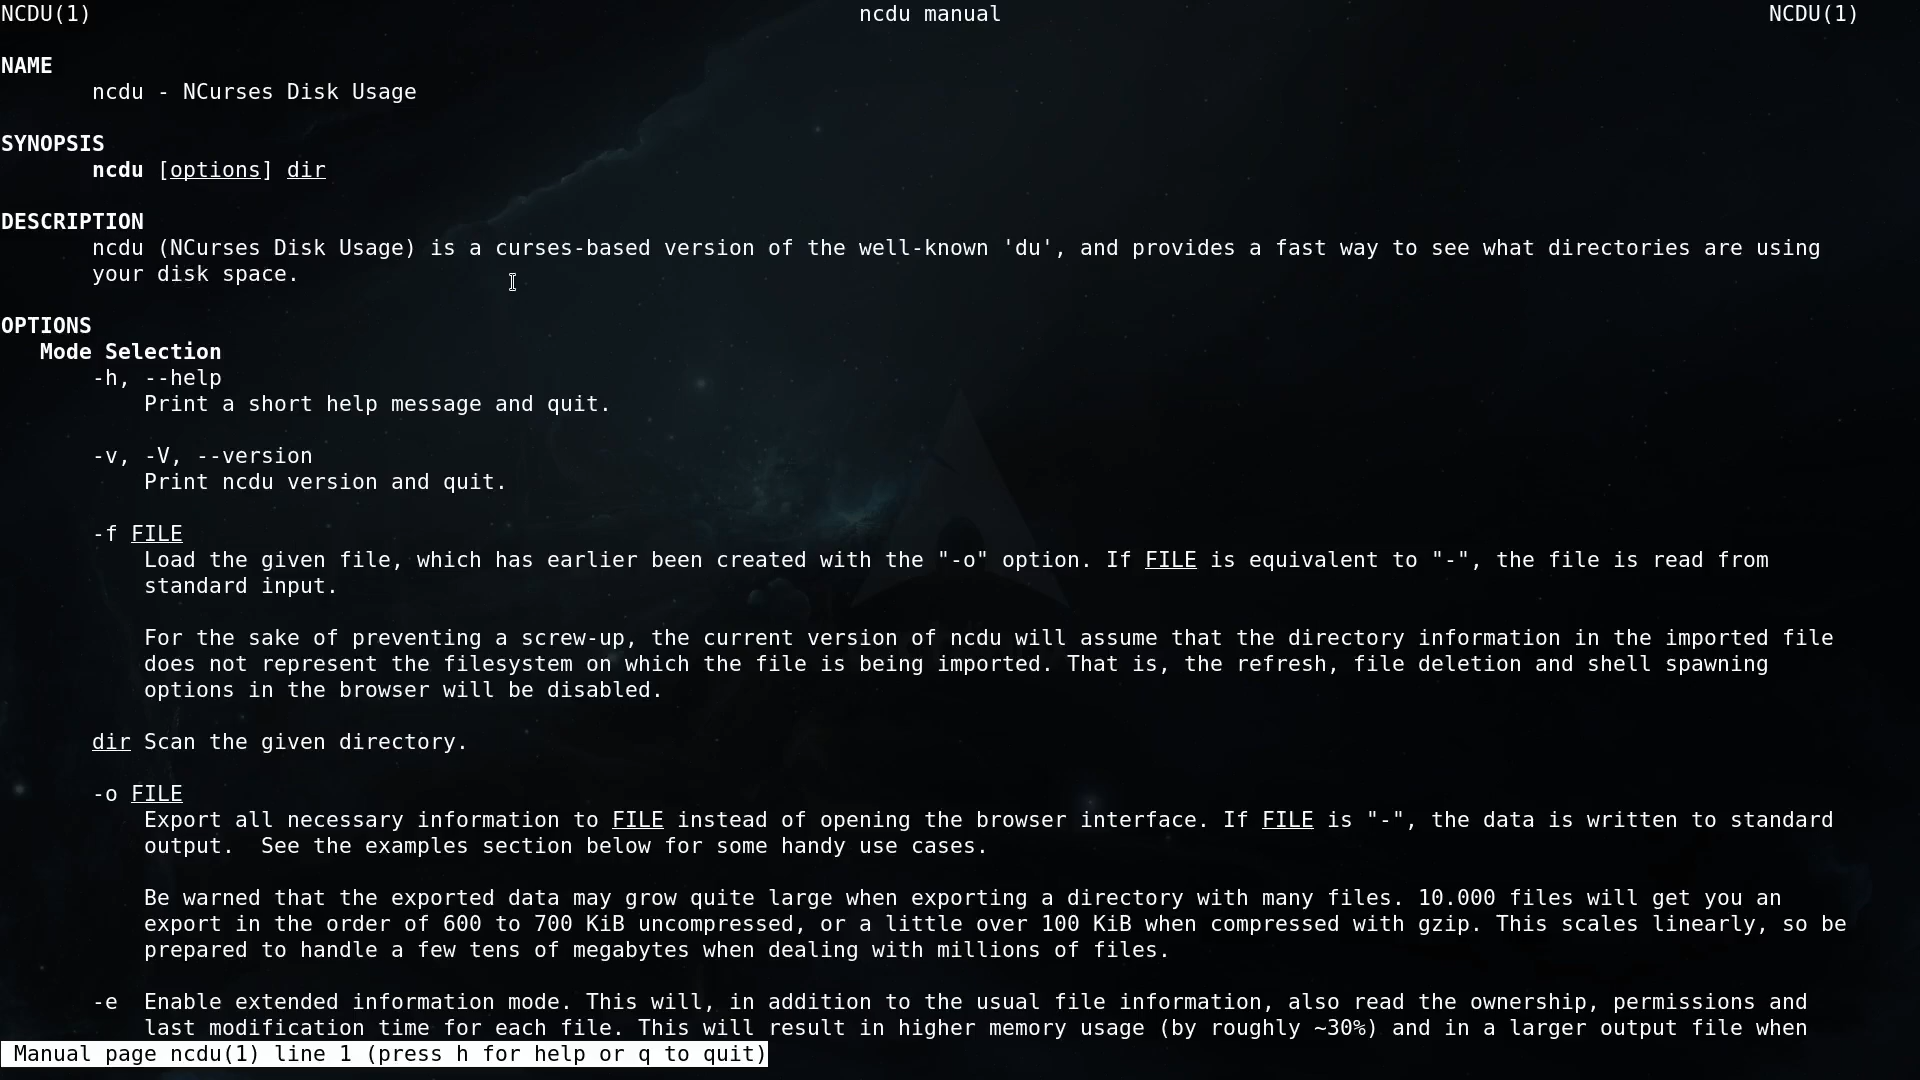 NCDU(1) ncdu manual NCDU(1)
NAME
ncdu - NCurses Disk Usage
SYNOPSIS
ncdu [options] dir
DESCRIPTION
ncdu (NCurses Disk Usage) is a curses-based version of the well-known 'du', and provides a fast way to see what directories are using
your disk space.
OPTIONS
Mode Selection
-h, --help
Print a short help message and quit.
-v, -V, --version
Print ncdu version and quit.
-f FILE
Load the given file, which has earlier been created with the "-o" option. If FILE is equivalent to "-", the file is read from
standard input.
For the sake of preventing a screw-up, the current version of ncdu will assume that the directory information in the imported file
does not represent the filesystem on which the file is being imported. That is, the refresh, file deletion and shell spawning
options in the browser will be disabled.
dir Scan the given directory.
-o FILE
Export all necessary information to FILE instead of opening the browser interface. If FILE is "-", the data is written to standard
output.  See the examples section below for some handy use cases.
Be warned that the exported data may grow quite large when exporting a directory with many files. 10.000 files will get you an
export in the order of 600 to 700 KiB uncompressed, or a little over 100 KiB when compressed with gzip. This scales linearly, so be
prepared to handle a few tens of megabytes when dealing with millions of files.
-e  Enable extended information mode. This will, in addition to the usual file information, also read the ownership, permissions and
last modification time for each file. This will result in higher memory usage (by roughly ~30%) and in a larger output file when
Manual page ncdu(1) line 1 (press h for help or q to quit)